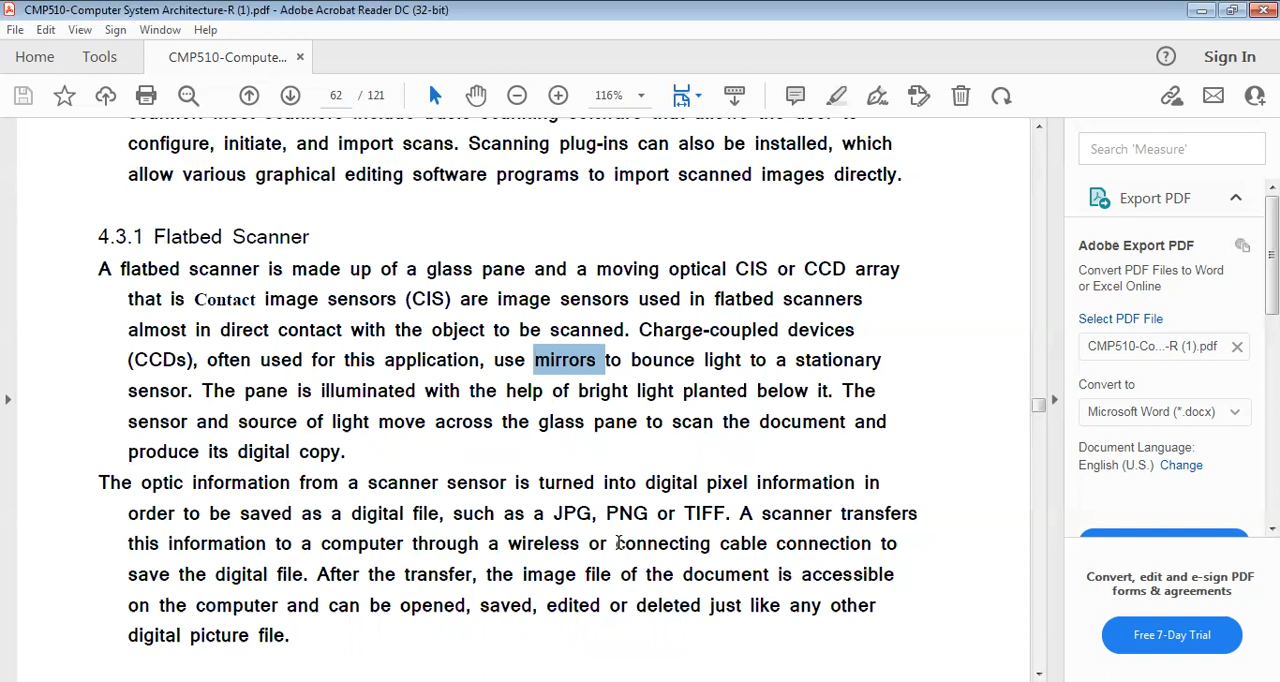 CMP510-Computer System Architecture-R (1).pdf - Adobe Acrobat Reader DC (32-bit)
File Edit View Sign Window Help
Home Tools CMP510-Compute... × Sign In
62 / 121 116%
configure, initiate, and import scans. Scanning plug-ins can also be installed, which
allow various graphical editing software programs to import scanned images directly.
4.3.1 Flatbed Scanner
A flatbed scanner is made up of a glass pane and a moving optical CIS or CCD array
that is Contact image sensors (CIS) are image sensors used in flatbed scanners
almost in direct contact with the object to be scanned. Charge-coupled devices
(CCDs), often used for this application, use mirrors to bounce light to a stationary
sensor. The pane is illuminated with the help of bright light planted below it. The
sensor and source of light move across the glass pane to scan the document and
produce its digital copy.
The optic information from a scanner sensor is turned into digital pixel information in
order to be saved as a digital file, such as a JPG, PNG or TIFF. A scanner transfers
this information to a computer through a wireless or connecting cable connection to
save the digital file. After the transfer, the image file of the document is accessible
on the computer and can be opened, saved, edited or deleted just like any other
digital picture file.
Search 'Measure'
Export PDF
Adobe Export PDF
Convert PDF Files to Word
or Excel Online
Select PDF File
CMP510-Co...-R (1).pdf
Convert to
Microsoft Word (*.docx)
Document Language:
English (U.S.) Change
Convert, edit and e-sign PDF
forms & agreements
Free 7-Day Trial